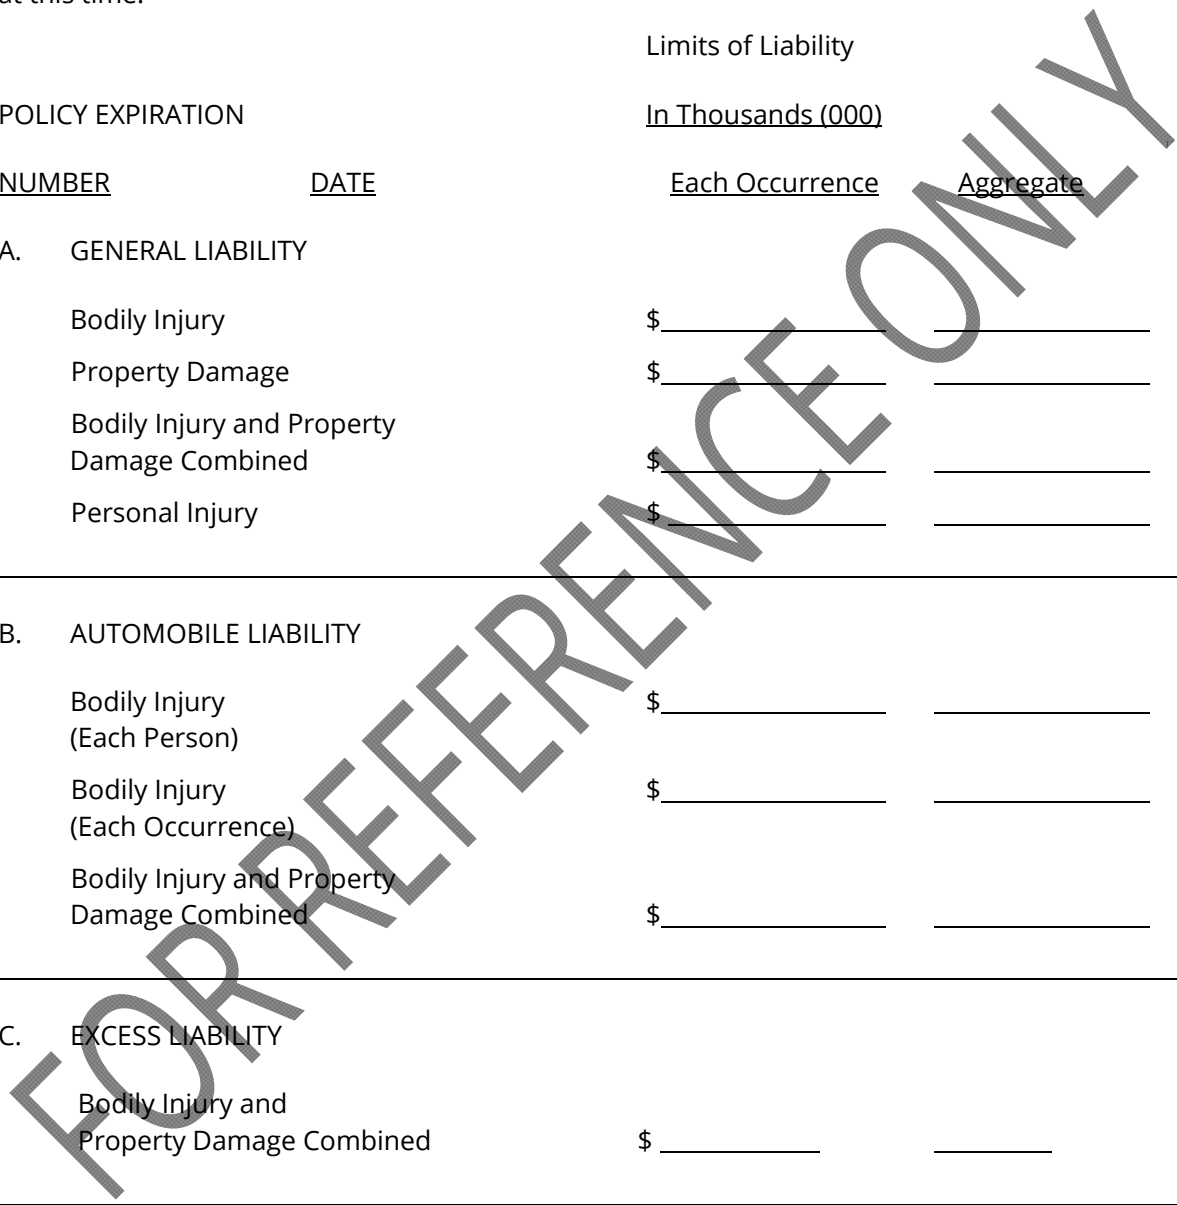 at this time.
Limits of Liability
POLICY EXPIRATION In Thousands (000)
NUMBER DATE Each Occurrence Aggregate
A. GENERAL LIABILITY
Bodily Injury $
Property Damage $
Bodily Injury and Property
Damage Combined $
Personal Injury $
B. AUTOMOBILE LIABILITY
Bodily Injury $
(Each Person)
Bodily Injury $
(Each Occurrence)
Bodily Injury and Property
Damage Combined $
C. EXCESS LIABILITY
Bodily Injury and
Property Damage Combined $
FOR REFERENCE ONLY